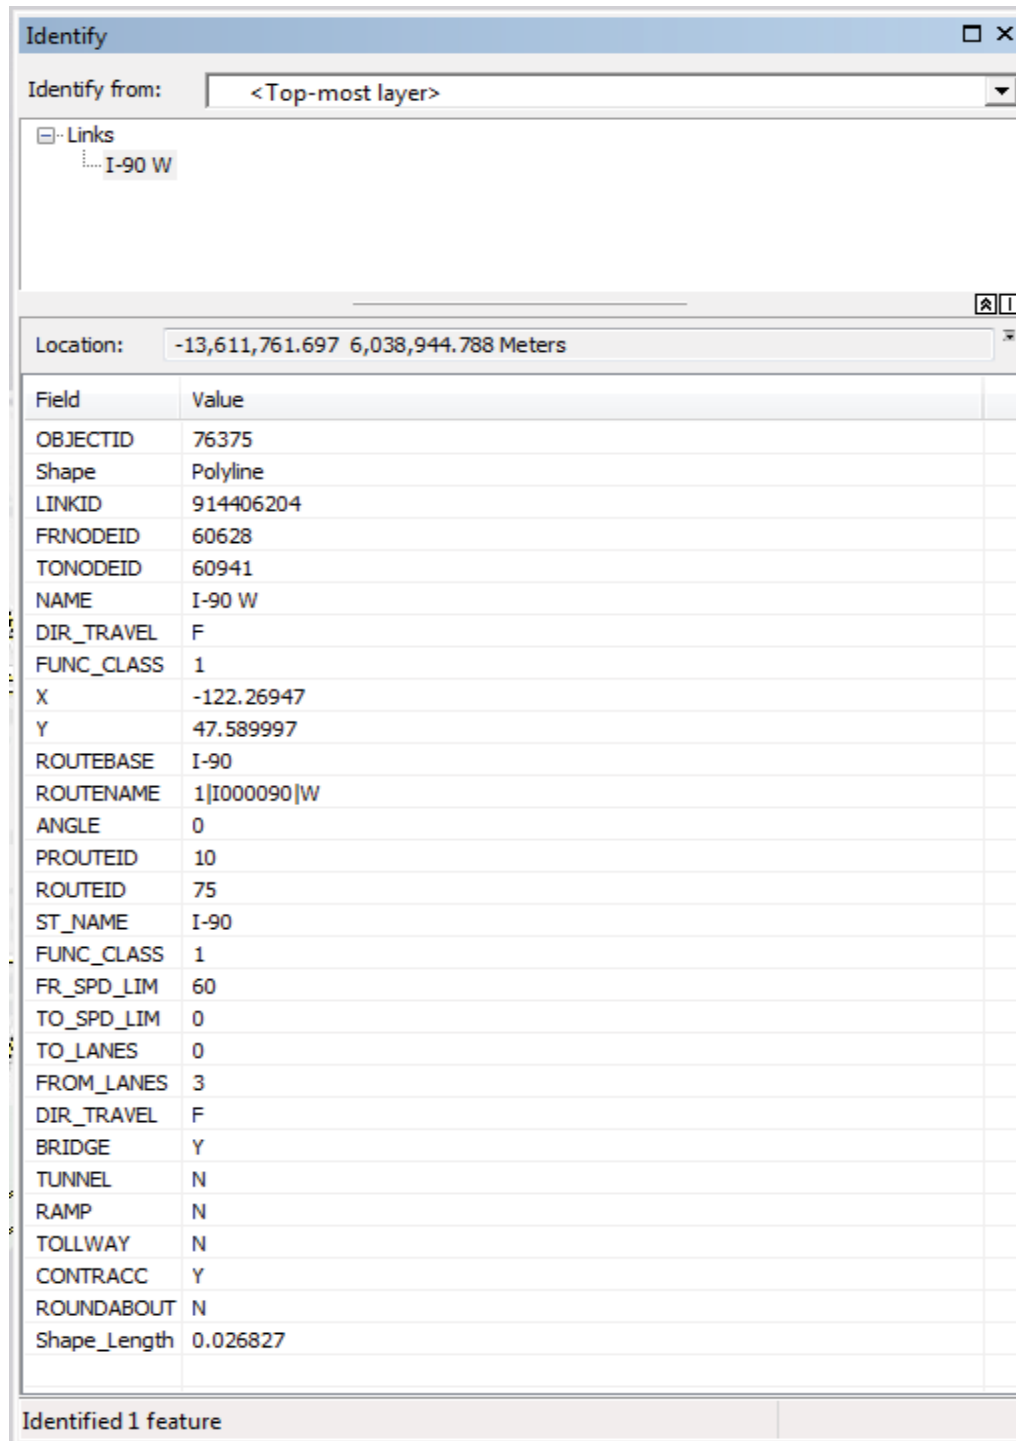 Identify
Identify from: <Top-most layer>
Links
I-90 W
Location: -13,611,761.697 6,038,944.788 Meters
Field Value
OBJECTID 76375
Shape Polyline
LINKID 914406204
FRNODEID 60628
TONODEID 60941
NAME I-90 W
DIR_TRAVEL F
FUNC_CLASS 1
X -122.26947
Y 47.589997
ROUTEBASE I-90
ROUTENAME 1|I000090|W
ANGLE 0
PROUTEID 10
ROUTEID 75
ST_NAME I-90
FUNC_CLASS 1
FR_SPD_LIM 60
TO_SPD_LIM 0
TO_LANES 0
FROM_LANES 3
DIR_TRAVEL F
BRIDGE Y
TUNNEL N
RAMP N
TOLLWAY N
CONTRACC Y
ROUNDABOUT N
Shape_Length 0.026827
Identified 1 feature